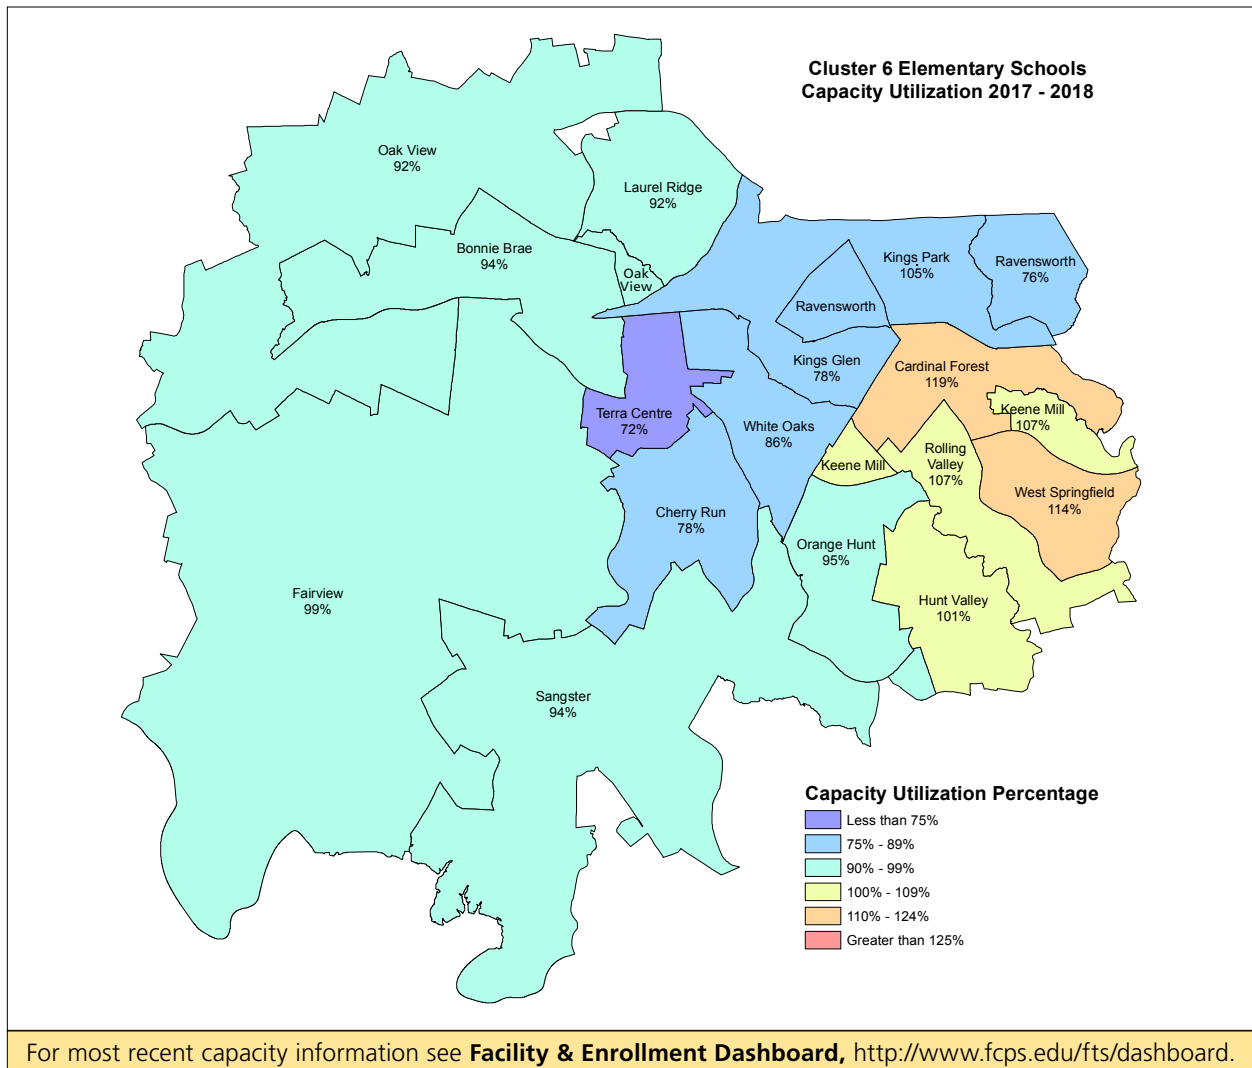 Cluster 6 Elementary Schools
Capacity Utilization 2017 - 2018
Oak View
92%
Laurel Ridge
92%
Bonnie Brae
94%
Oak
View
Kings Park
105%
Ravensworth
76%
Ravensworth
Kings Glen
78%
Cardinal Forest
119%
Terra Centre
72%
White Oaks
86%
Keene Mill
107%
Keene Mill
Rolling
Valley
107%
West Springfield
114%
Cherry Run
78%
Orange Hunt
95%
Fairview
99%
Hunt Valley
101%
Sangster
94%
Capacity Utilization Percentage
Less than 75%
75% - 89%
90% - 99%
100% - 109%
110% - 124%
Greater than 125%
For most recent capacity information see Facility & Enrollment Dashboard, http://www.fcps.edu/fts/dashboard.